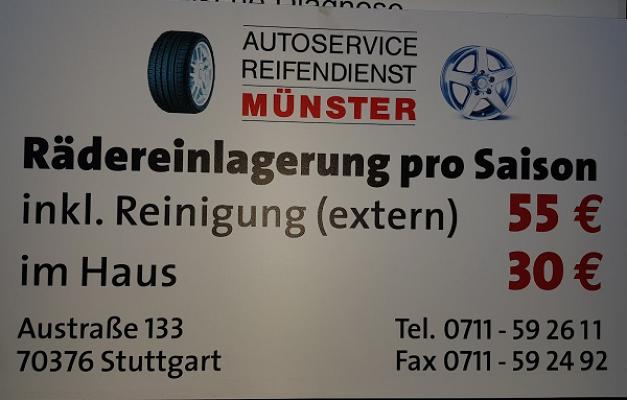 Diagnose
AUTOSERVICE
REIFENDIENST
MÜNSTER
Rädereinlagerung pro Saison
inkl. Reinigung (extern) 55 €
im Haus 30 €
Austraße 133 Tel. 0711 - 59 26 11
70376 Stuttgart Fax 0711 - 59 24 92